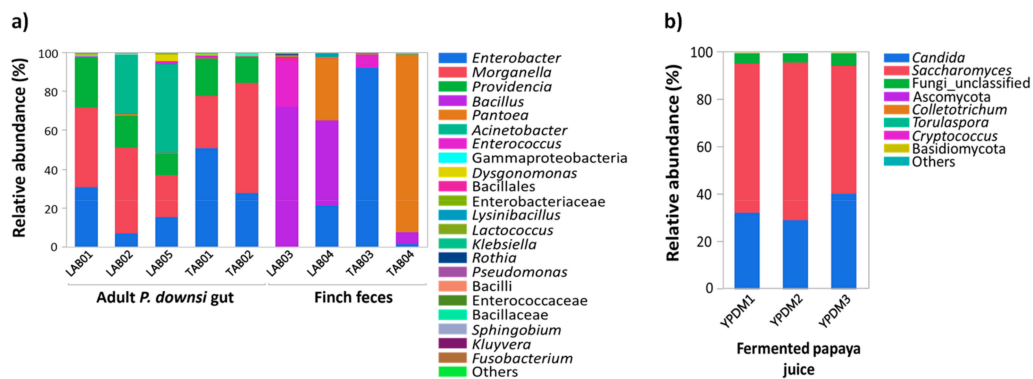 a)
Relative abundance (%)
100
80
60
40
20
0
LAB01
LAB02
LAB05
TAB01
TAB02
LAB03
LAB04
TAB03
TAB04
Adult P. downsi gut
Finch feces
Enterobacter
Morganella
Providencia
Bacillus
Pantoea
Acinetobacter
Enterococcus
Gammaproteobacteria
Dysgonomonas
Bacillales
Enterobacteriaceae
Lysinibacillus
Lactococcus
Klebsiella
Rothia
Pseudomonas
Bacilli
Enterococcaceae
Bacillaceae
Sphingobium
Kluyvera
Fusobacterium
Others
b)
Relative abundance (%)
100
80
60
40
20
0
YPDM1
YPDM2
YPDM3
Fermented papaya
juice
Candida
Saccharomyces
Fungi_unclassified
Ascomycota
Colletotrichum
Torulaspora
Cryptococcus
Basidiomycota
Others